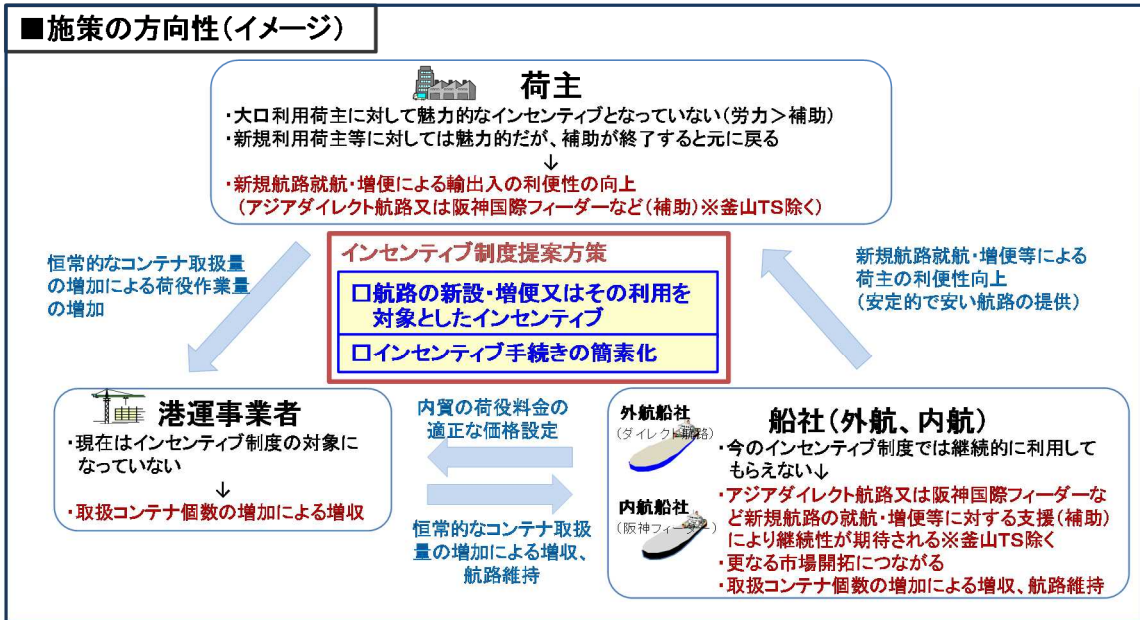 ■施策の方向性(イメージ)
荷主
・大口利用荷主に対して魅力的なインセンティブとなっていない(労力>補助)
・新規利用荷主等に対しては魅力的だが、補助が終了すると元に戻る
↓
・新規航路就航・増便による輸出入の利便性の向上
(アジアダイレクト航路又は阪神国際フィーダーなど(補助)※釜山TS除く)
恒常的なコンテナ取扱量
の増加による荷役作業量
の増加
インセンティブ制度提案方策
□航路の新設・増便又はその利用を
対象としたインセンティブ
□インセンティブ手続きの簡素化
新規航路就航・増便等による
荷主の利便性向上
(安定的で安い航路の提供)
港運事業者
・現在はインセンティブ制度の対象に
なっていない
↓
・取扱コンテナ個数の増加による増収
内貿の荷役料金の
適正な価格設定
恒常的なコンテナ取扱
量の増加による増収、
航路維持
外航船社
(ダイレクト航路)
内航船社
(阪神フィーダー)
船社(外航、内航)
・今のインセンティブ制度では継続的に利用して
もらえない↓
・アジアダイレクト航路又は阪神国際フィーダーな
ど新規航路の就航・増便等に対する支援(補助)
により継続性が期待される※釜山TS除く
・更なる市場開拓につながる
・取扱コンテナ個数の増加による増収、航路維持